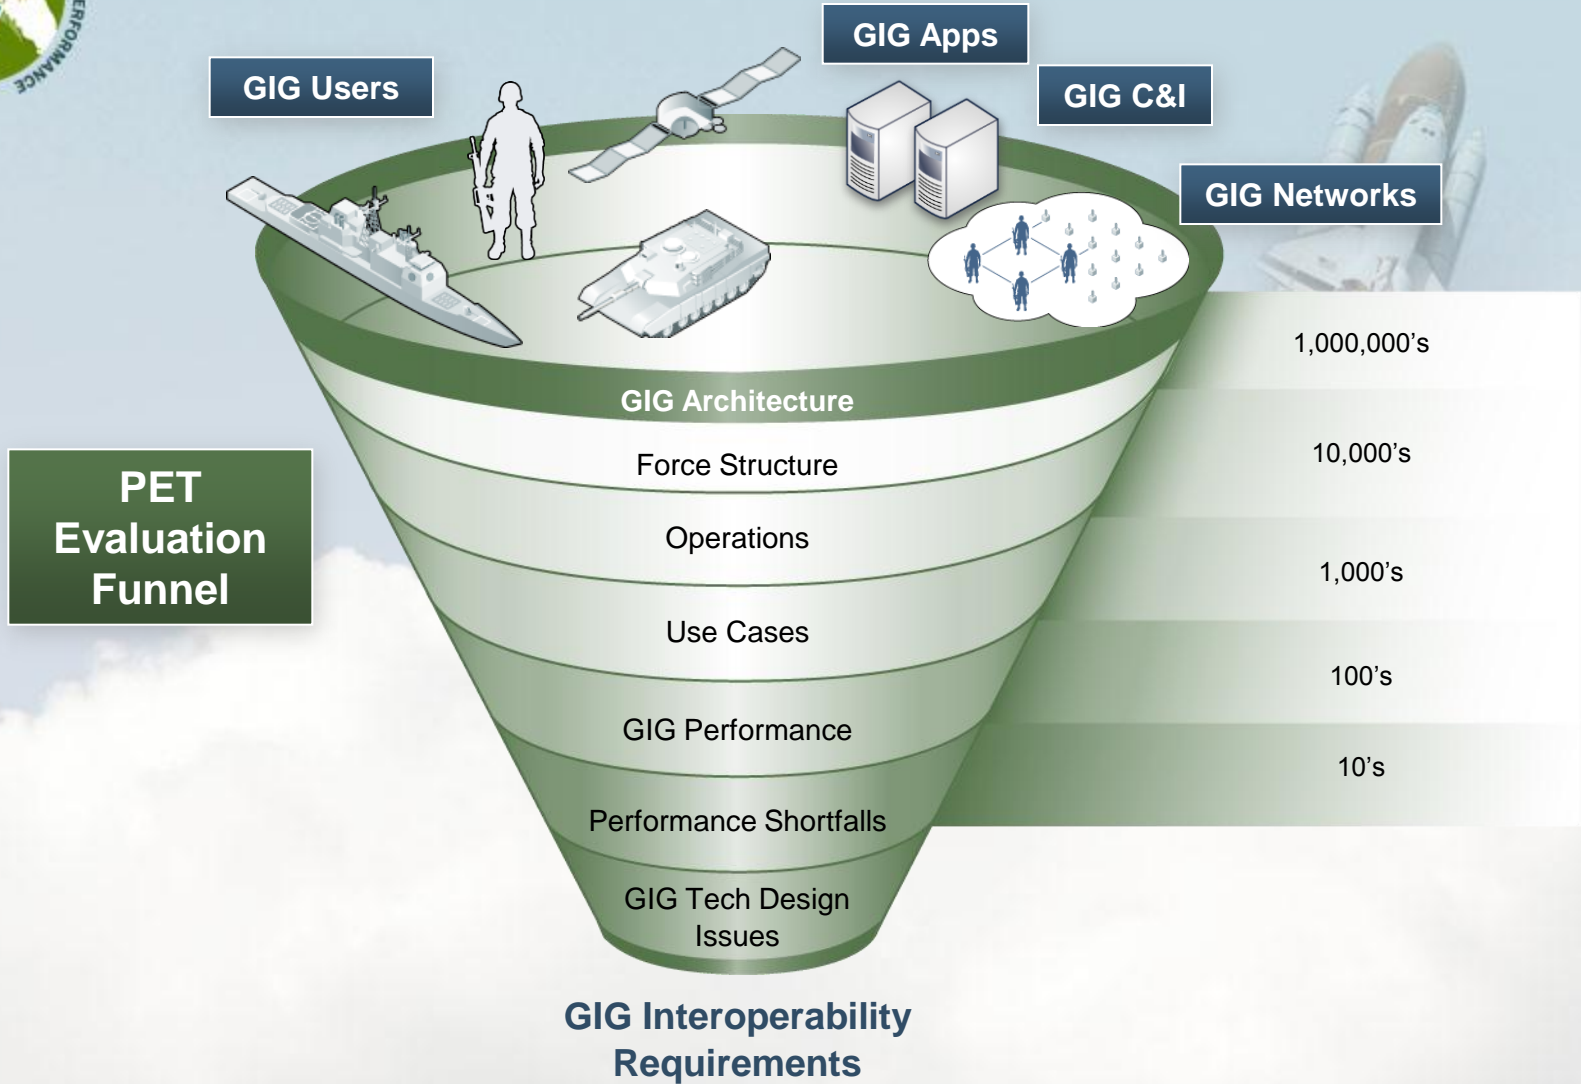 ERFORMANCE
GIG Apps
GIG Users
GIG C&I
GIG Networks
1,000,000’s
GIG Architecture
10,000’s
Force Structure
PET
Evaluation
Funnel
Operations
1,000’s
Use Cases
100’s
GIG Performance
10’s
Performance Shortfalls
GIG Tech Design
Issues
GIG Interoperability
Requirements